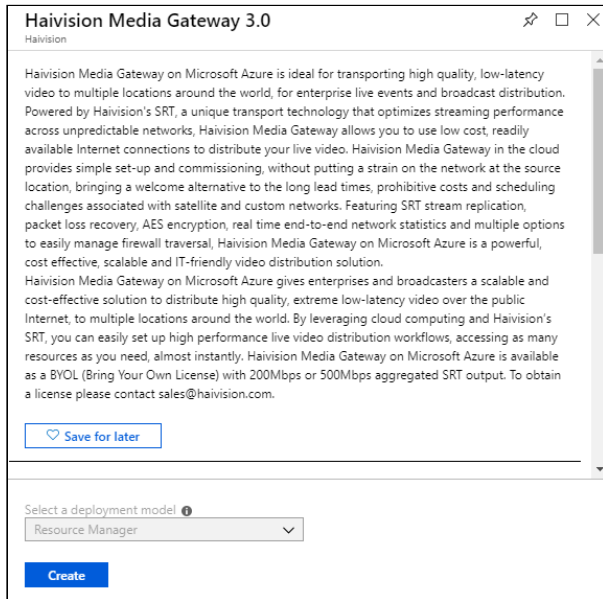 Haivision Media Gateway 3.0
Haivision
Haivision Media Gateway on Microsoft Azure is ideal for transporting high quality, low-latency
video to multiple locations around the world, for enterprise live events and broadcast distribution.
Powered by Haivision's SRT, a unique transport technology that optimizes streaming performance
across unpredictable networks, Haivision Media Gateway allows you to use low cost, readily
available Internet connections to distribute your live video. Haivision Media Gateway in the cloud
provides simple set-up and commissioning, without putting a strain on the network at the source
location, bringing a welcome alternative to the long lead times, prohibitive costs and scheduling
challenges associated with satellite and custom networks. Featuring SRT stream replication,
packet loss recovery, AES encryption, real time end-to-end network statistics and multiple options
to easily manage firewall traversal, Haivision Media Gateway on Microsoft Azure is a powerful,
cost effective, scalable and IT-friendly video distribution solution.
Haivision Media Gateway on Microsoft Azure gives enterprises and broadcasters a scalable and
cost-effective solution to distribute high quality, extreme low-latency video over the public
Internet, to multiple locations around the world. By leveraging cloud computing and Haivision's
SRT, you can easily set up high performance live video distribution workflows, accessing as many
resources as you need, almost instantly. Haivision Media Gateway on Microsoft Azure is available
as a BYOL (Bring Your Own License) with 200Mbps or 500Mbps aggregated SRT output. To obtain
a license please contact sales@haivision.com.
Save for later
Select a deployment model
Resource Manager
Create